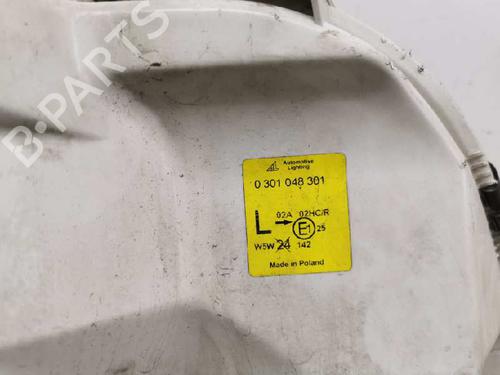 B-PARTS
Automotive
Lighting
0 301 048 301
L 02A 02HC/R
E1 25
W5W 24 142
Made in Poland